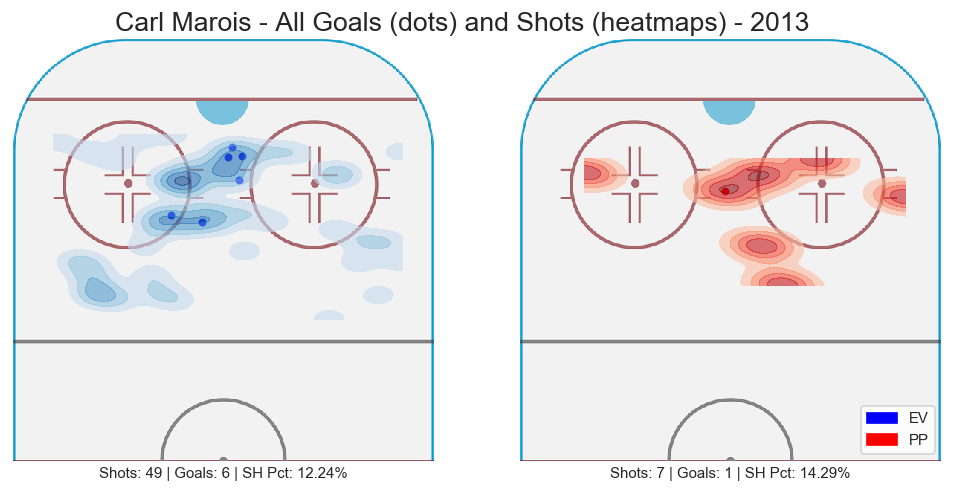 Carl Marois - All Goals (dots) and Shots (heatmaps) - 2013
EV
PP
Shots: 49 | Goals: 6 | SH Pct: 12.24%
Shots: 7 | Goals: 1 | SH Pct: 14.29%